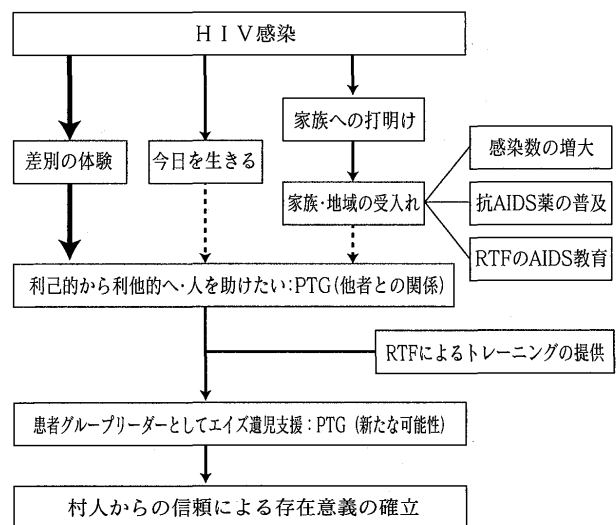 ＨＩＶ感染
家族への打明け
差別の体験
今日を生きる
感染数の増大
家族・地域の受入れ
抗AIDS薬の普及
RTFのAIDS教育
利己的から利他的へ・人を助けたい：PTG（他者との関係）
RTFによるトレーニングの提供
患者グループリーダーとしてエイズ遺児支援：PTG（新たな可能性）
村人からの信頼による存在意義の確立